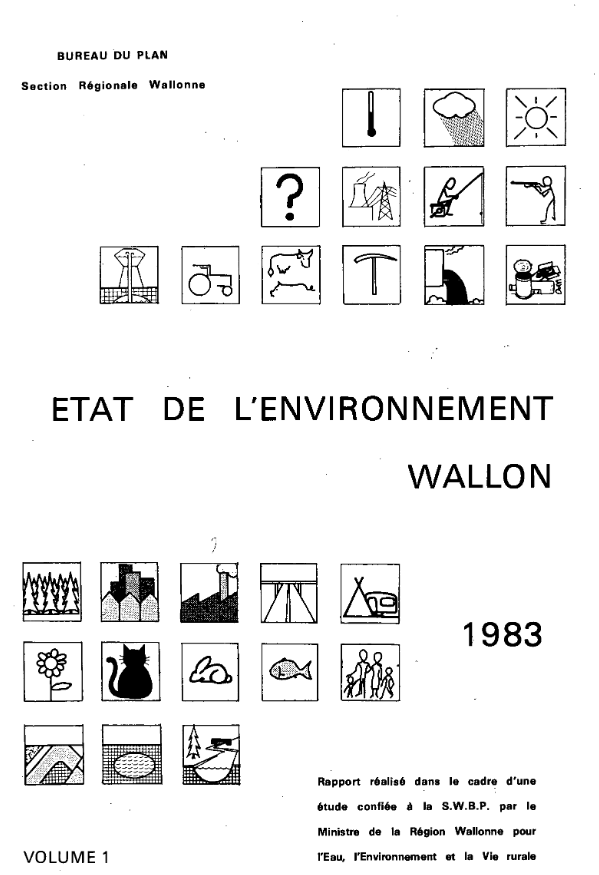 BUREAU DU PLAN
Section Régionale Wallonne
?
ETAT DE L'ENVIRONNEMENT
WALLON
1983
Rapport réalisé dans le cadre d'une
étude confiée à la S.W.B.P. par le
Ministre de la Région Wallonne pour
l'Eau, l'Environnement et la Vie rurale
VOLUME 1